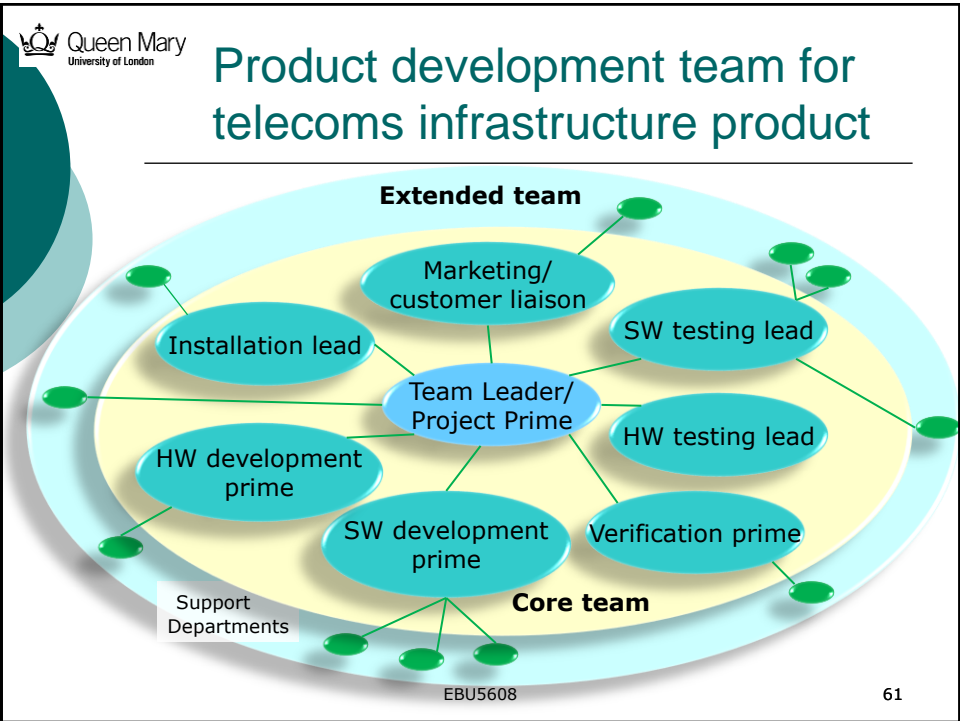 Queen Mary
University of London
Product development team for
telecoms infrastructure product
Extended team
Marketing/
customer liaison
SW testing lead
Installation lead
Team Leader/
Project Prime
HW testing lead
HW development
prime
SW development
prime
Verification prime
Support
Departments
Core team
EBU5608
61